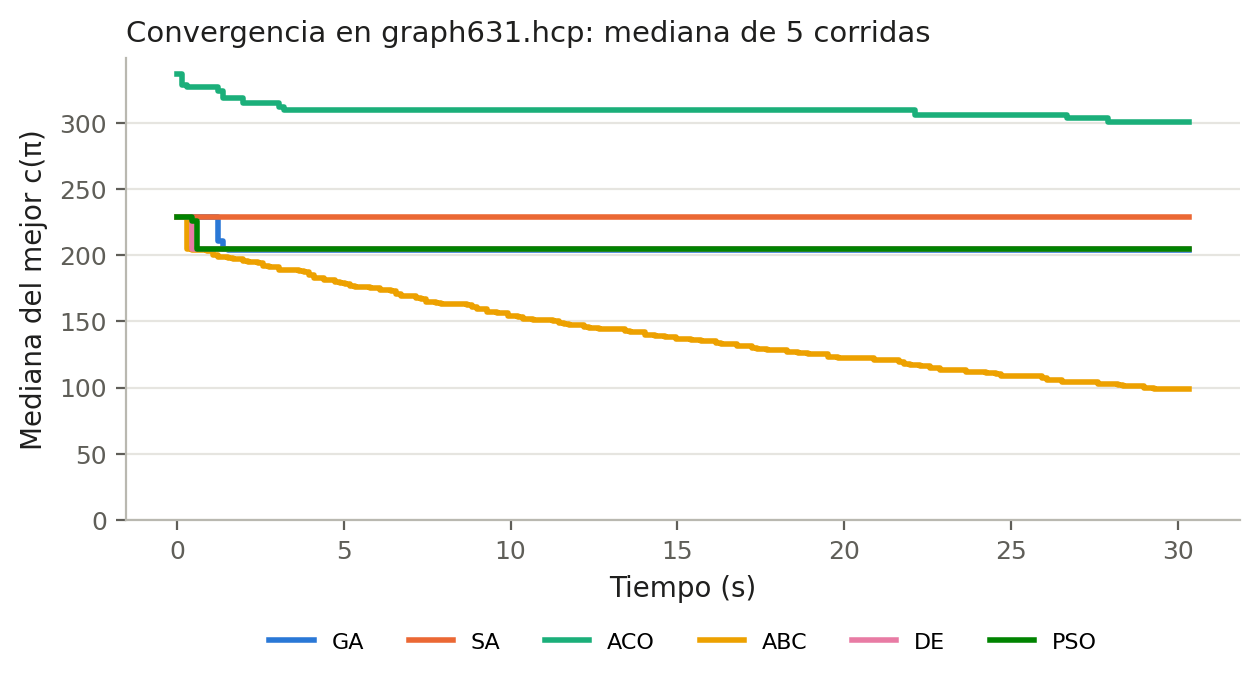 Convergencia en graph631.hcp: mediana de 5 corridas
Mediana del mejor c(π)
300
250
200
150
100
50
0
0 5 10 15 20 25 30
Tiempo (s)
GA SA ACO ABC DE PSO